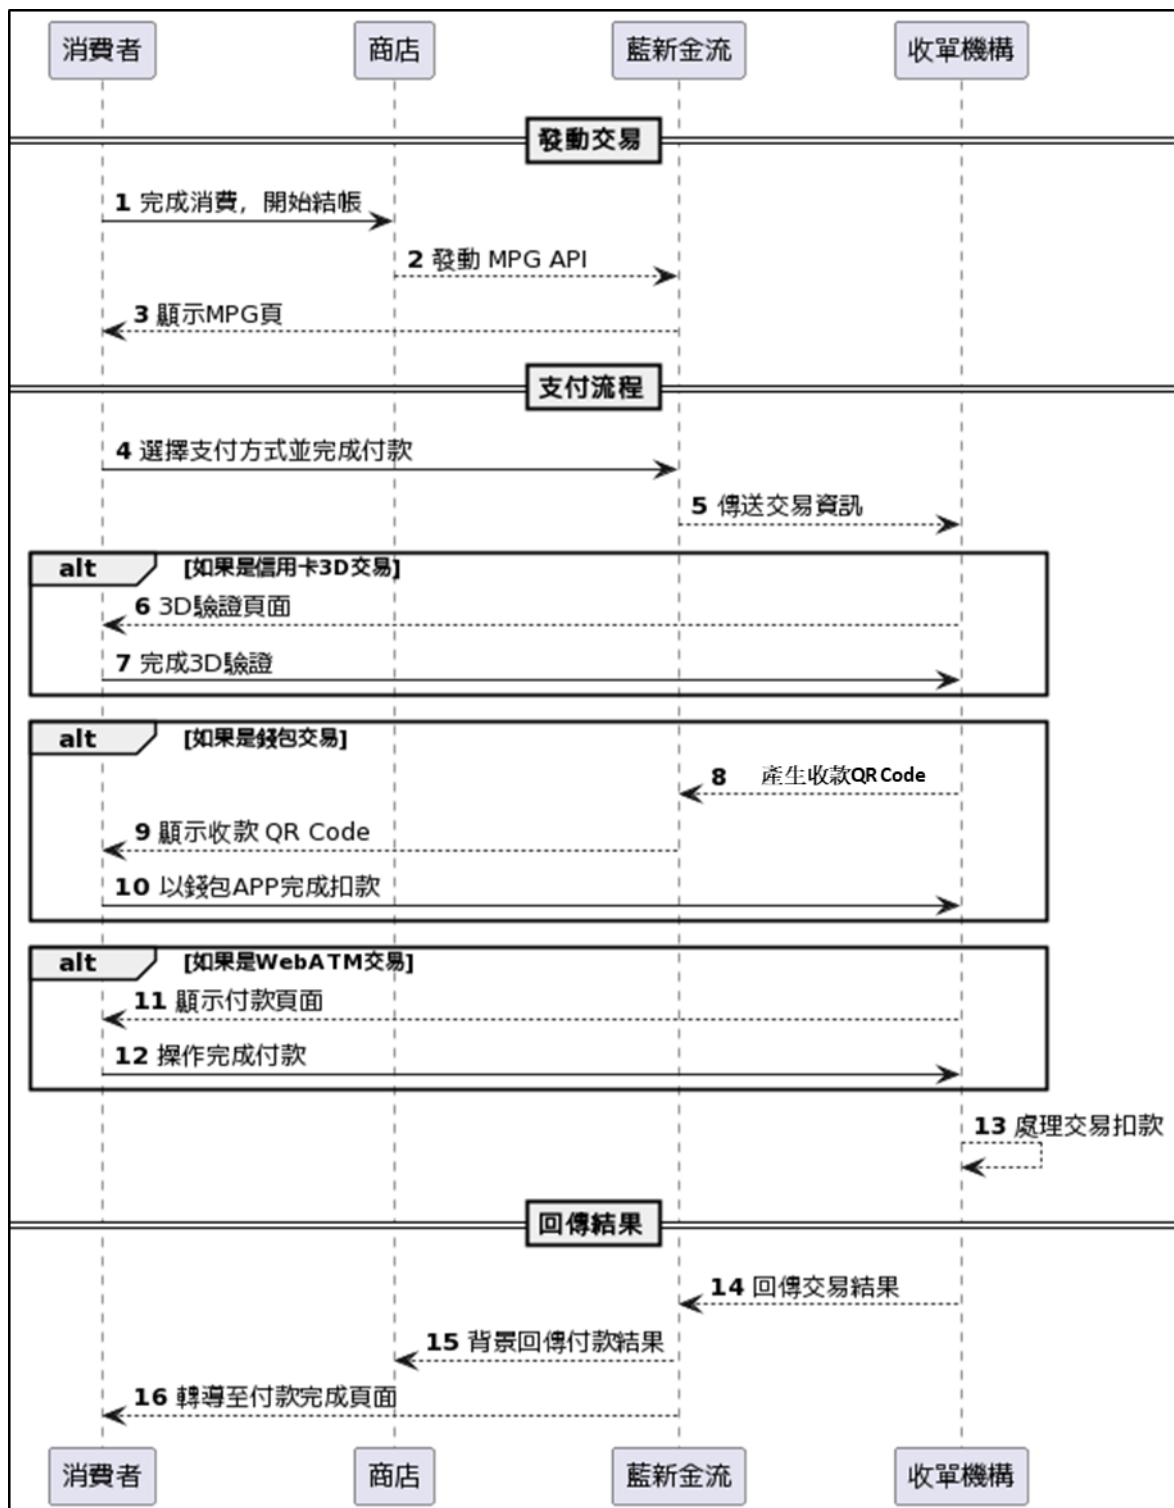 消費者 商店 藍新金流 收單機構
發動交易
1 完成消費，開始結帳
2 發動 MPG API
3 顯示MPG頁
支付流程
4 選擇支付方式並完成付款
5 傳送交易資訊
alt [如果是信用卡3D交易]
6 3D驗證頁面
7 完成3D驗證
alt [如果是錢包交易]
8 產生收款QR Code
9 顯示收款 QR Code
10 以錢包APP完成扣款
alt [如果是WebATM交易]
11 顯示付款頁面
12 操作完成付款
13 處理交易扣款
回傳結果
14 回傳交易結果
15 背景回傳付款結果
16 轉導至付款完成頁面
消費者 商店 藍新金流 收單機構